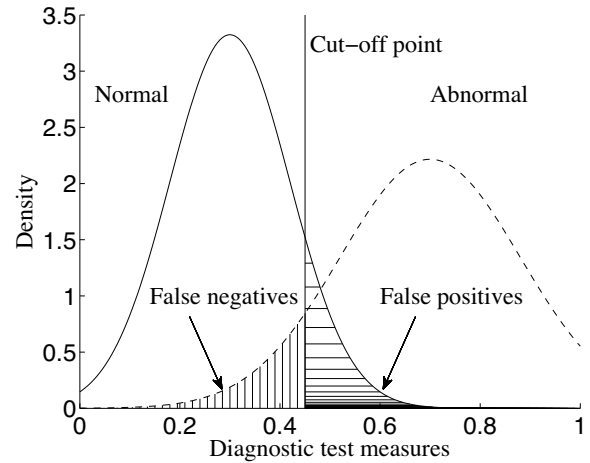 3.5
3
2.5
2
1.5
1
0.5
0
Density
Normal
Cut−off point
Abnormal
False negatives
False positives
0 0.2 0.4 0.6 0.8 1
Diagnostic test measures